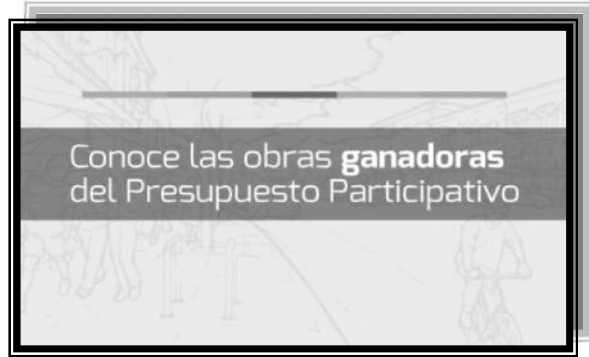 Conoce las obras ganadoras
del Presupuesto Participativo